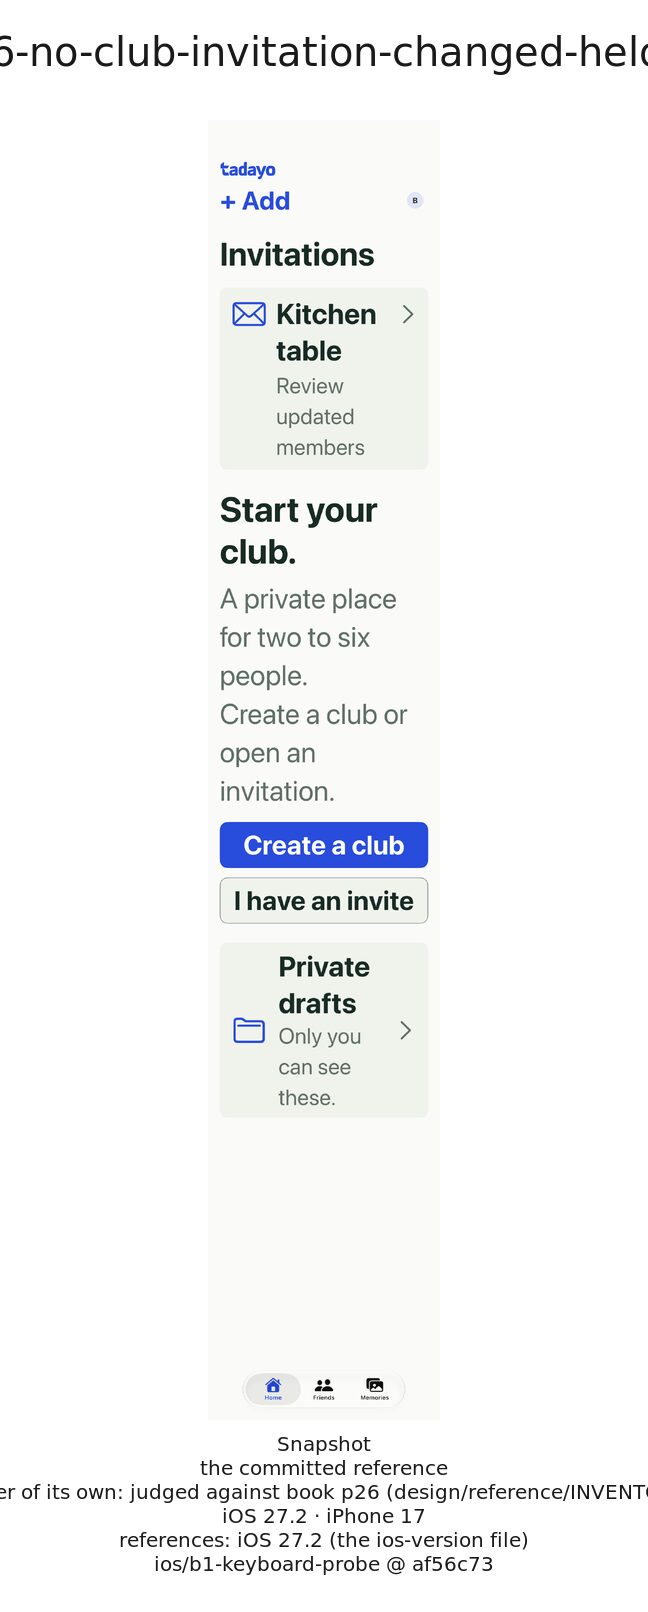 6-no-club-invitation-changed-held
tadayo
+ Add
B
Invitations
Kitchen
table
Review
updated
members
Start your
club.
A private place
for two to six
people.
Create a club or
open an
invitation.
Create a club
I have an invite
Private
drafts
Only you
can see
these.
Home
Friends
Memories
Snapshot
the committed reference
er of its own: judged against book p26 (design/reference/INVENTO
iOS 27.2 · iPhone 17
references: iOS 27.2 (the ios-version file)
ios/b1-keyboard-probe @ af56c73